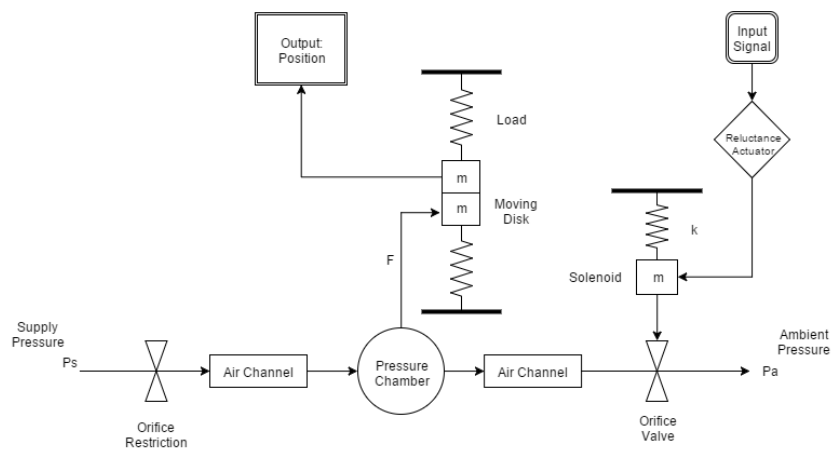 Output:
Position
Input
Signal
Load
Reluctance
Actuator
m
m
Moving
Disk
k
F
Solenoid
m
Supply
Pressure
Ps
Air Channel
Pressure
Chamber
Air Channel
Ambient
Pressure
Pa
Orifice
Restriction
Orifice
Valve